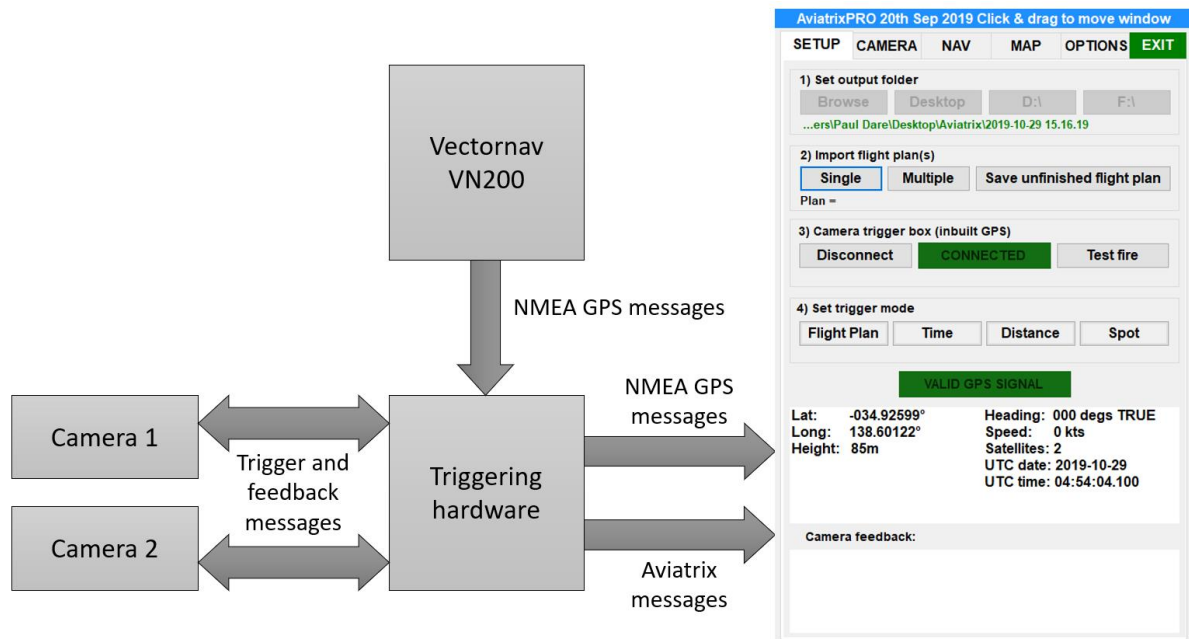 Vectornav
VN200
NMEA GPS messages
Camera 1
Camera 2
Trigger and
feedback
messages
Triggering
hardware
NMEA GPS
messages
Aviatrix
messages
AviatrixPRO 20th Sep 2019 Click & drag to move window
SETUP CAMERA NAV MAP OPTIONS EXIT
1) Set output folder
Browse Desktop D:\ F:\
...ers\Paul Dare\Desktop\Aviatrix\2019-10-29 15.16.19
2) Import flight plan(s)
Single Multiple Save unfinished flight plan
Plan =
3) Camera trigger box (inbuilt GPS)
Disconnect CONNECTED Test fire
4) Set trigger mode
Flight Plan Time Distance Spot
VALID GPS SIGNAL
Lat: -034.92599° Heading: 000 degs TRUE
Long: 138.60122° Speed: 0 kts
Height: 85m Satellites: 2
UTC date: 2019-10-29
UTC time: 04:54:04.100
Camera feedback: